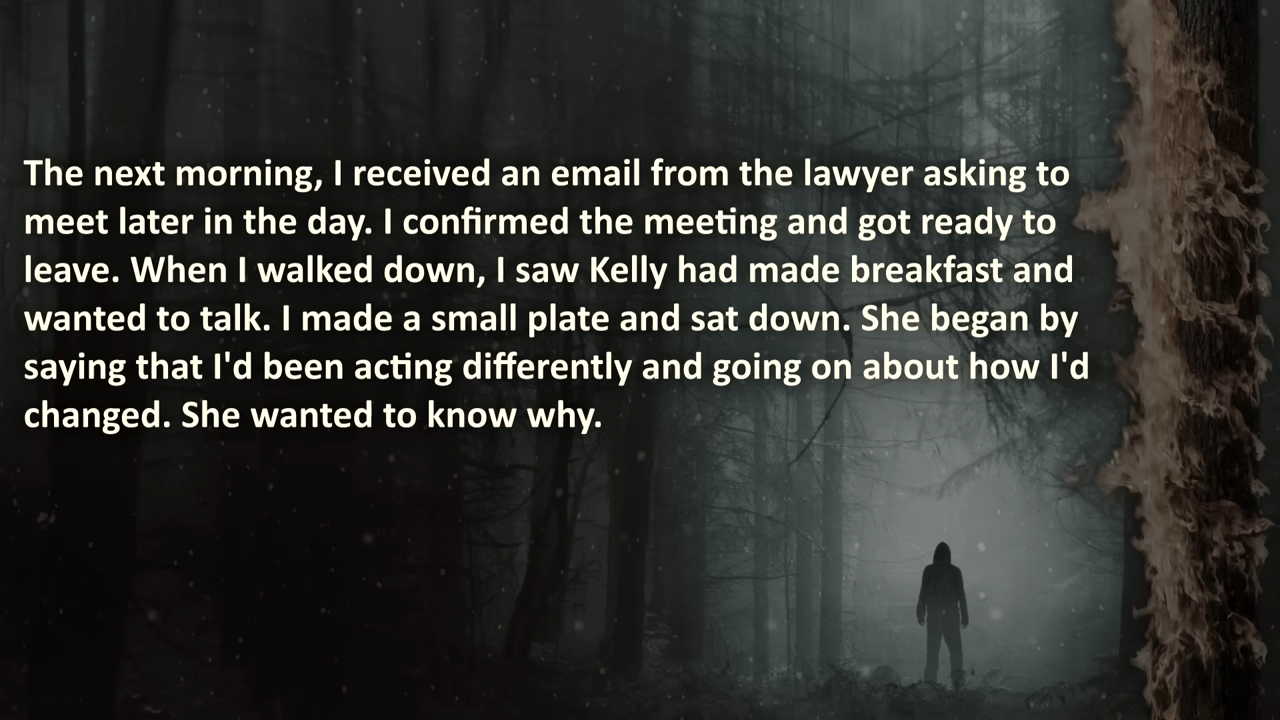 The next morning, I received an email from the lawyer asking to
meet later in the day. I confirmed the meeting and got ready to
leave. When I walked down, I saw Kelly had made breakfast and
wanted to talk. I made a small plate and sat down. She began by
saying that I'd been acting differently and going on about how I'd
changed. She wanted to know why.